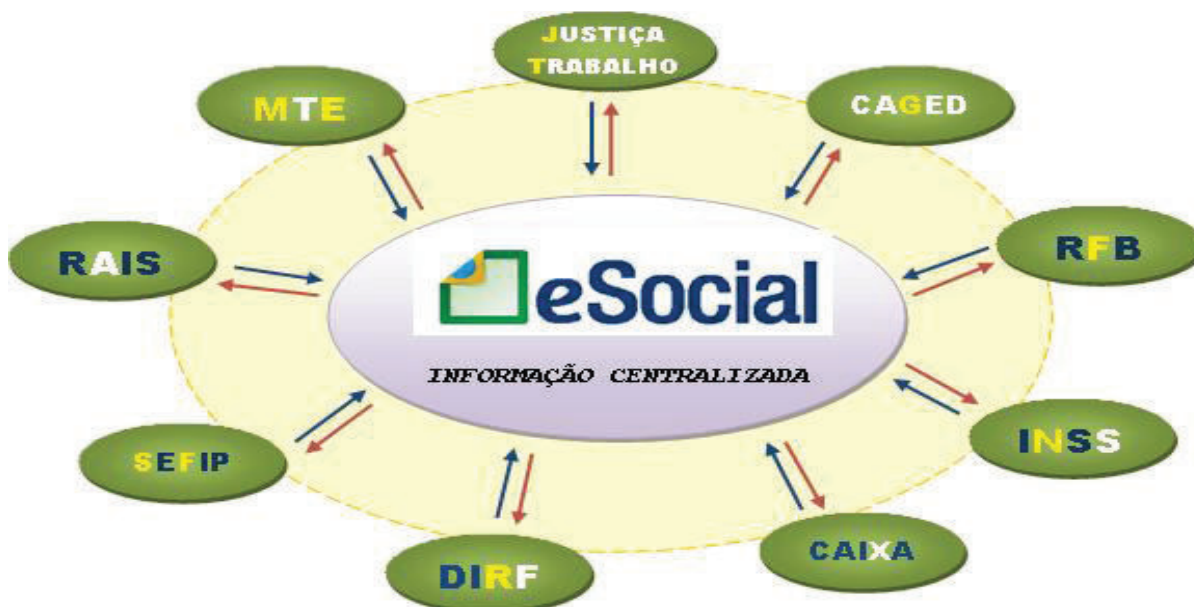 JUSTIÇA
TRABALHO
MTE
CAGED
RAIS
RFB
eSocial
INFORMAÇÃO CENTRALIZADA
SEFIP
INSS
DIRF
CAIXA